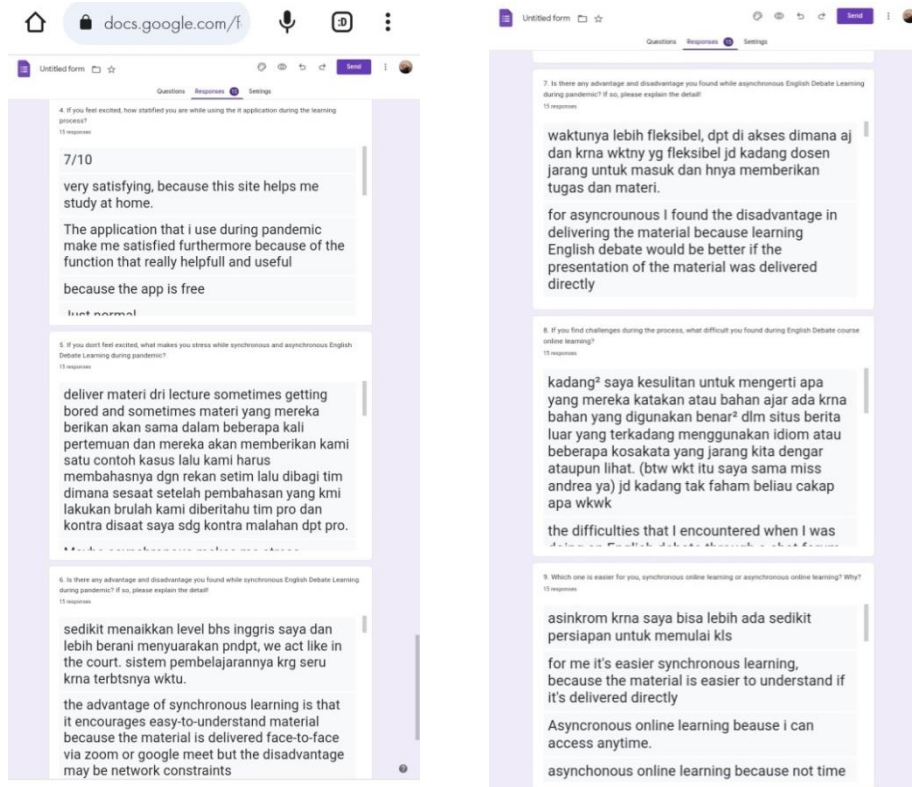 docs.google.com/f
:D
Untitled form
Send
Questions Responses 15 Settings
4. If you feel excited, how statified you are while using the it application during the learning
process?
15 responses
7/10
very satisfying, because this site helps me
study at home.
The application that i use during pandemic
make me satisfied furthermore because of the
function that really helpfull and useful
because the app is free
Just normal
5. If you don't feel excited, what makes you stress while synchronous and asynchronous English
Debate Learning during pandemic?
15 responses
deliver materi dri lecture sometimes getting
bored and sometimes materi yang mereka
berikan akan sama dalam beberapa kali
pertemuan dan mereka akan memberikan kami
satu contoh kasus lalu kami harus
membahasnya dgn rekan setim lalu dibagi tim
dimana sesaat setelah pembahasan yang kmi
lakukan brulah kami diberitahu tim pro dan
kontra disaat saya sdg kontra malahan dpt pro.
Maybe asynchronous makes me stress
6. Is there any advantage and disadvantage you found while synchronous English Debate Learning
during pandemic? If so, please explain the detail!
15 responses
sedikit menaikkan level bhs inggris saya dan
lebih berani menyuarakan pndpt, we act like in
the court. sistem pembelajarannya krg seru
krna terbtsnya wktu.
the advantage of synchronous learning is that
it encourages easy-to-understand material
because the material is delivered face-to-face
via zoom or google meet but the disadvantage
may be network constraints
Untitled form
Send
Questions Responses 15 Settings
7. Is there any advantage and disadvantage you found while asynchronous English Debate Learning
during pandemic? If so, please explain the detail!
15 responses
waktunya lebih fleksibel, dpt di akses dimana aj
dan krna wktny yg fleksibel jd kadang dosen
jarang untuk masuk dan hnya memberikan
tugas dan materi.
for asyncrounous I found the disadvantage in
delivering the material because learning
English debate would be better if the
presentation of the material was delivered
directly
8. If you find challenges during the process, what difficult you found during English Debate course
online learning?
15 responses
kadang² saya kesulitan untuk mengerti apa
yang mereka katakan atau bahan ajar ada krna
bahan yang digunakan benar² dlm situs berita
luar yang terkadang menggunakan idiom atau
beberapa kosakata yang jarang kita dengar
ataupun lihat. (btw wkt itu saya sama miss
andrea ya) jd kadang tak faham beliau cakap
apa wkwk
the difficulties that I encountered when I was
doing an English debate through a chat forum
9. Which one is easier for you, synchronous online learning or asynchronous online learning? Why?
15 responses
asinkrom krna saya bisa lebih ada sedikit
persiapan untuk memulai kls
for me it's easier synchronous learning,
because the material is easier to understand if
it's delivered directly
Asyncronous online learning beause i can
access anytime.
asynchonous online learning because not time